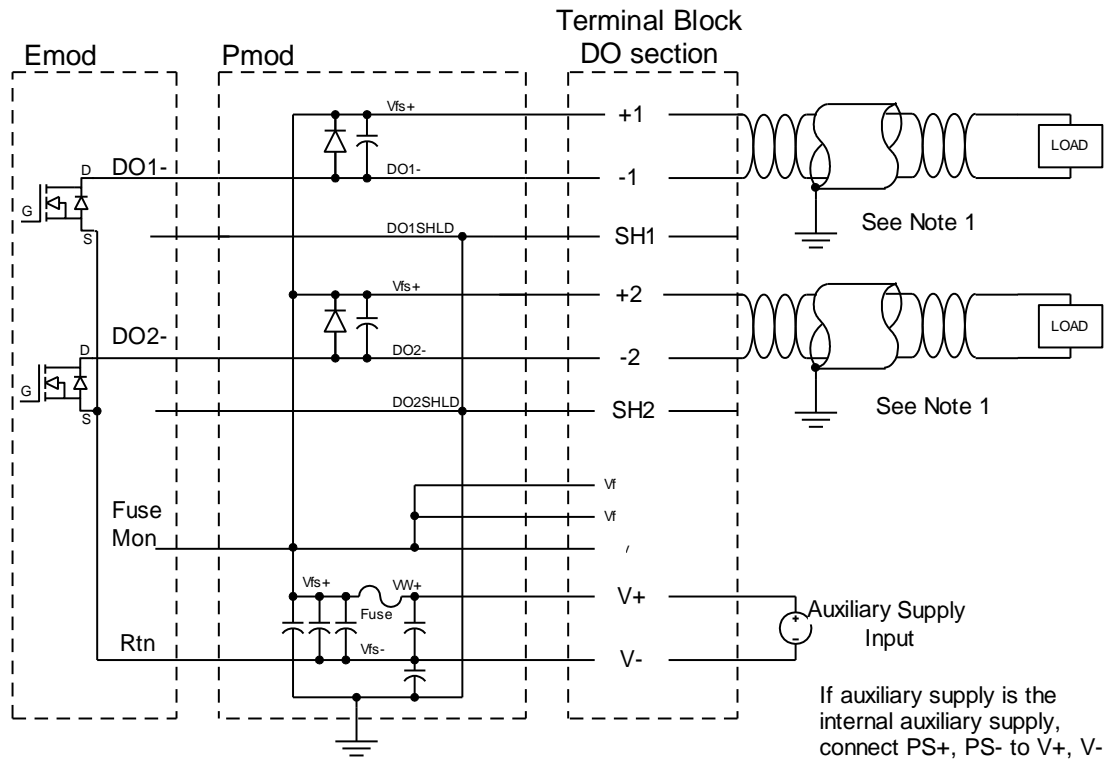 Terminal Block
DO section
Emod
Pmod
Vfs+
+1
LOAD
D
DO1-
DO1-
-1
G
See Note 1
S
DO1SHLD
SH1
Vfs+
+2
LOAD
DO2-
D
DO2-
-2
G
See Note 1
S
DO2SHLD
SH2
Vf
Vf
Fuse
Mon
Vfs+
VW+
V+
Fuse
Auxiliary Supply
Input
+
-
Rtn
Vfs-
V-
If auxiliary supply is the
internal auxiliary supply,
connect PS+, PS- to V+, V-